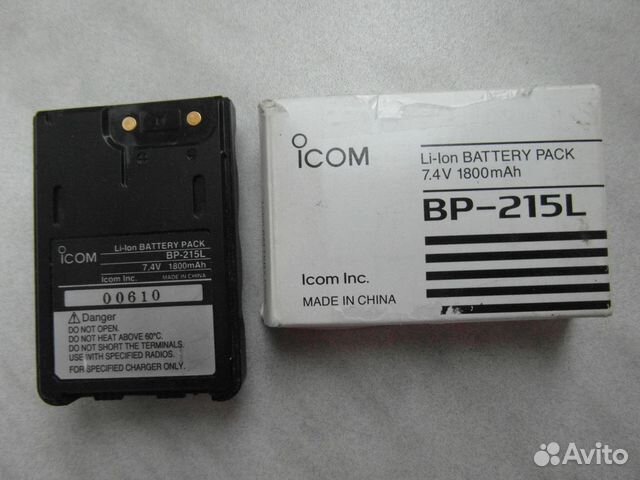 ICOM
Li-Ion BATTERY PACK
BP-215L
7.4V 1800mAh
Icom Inc. MADE IN CHINA
00610
⚠ Danger
DO NOT OPEN.
DO NOT HEAT ABOVE 60°C.
DO NOT SHORT THE TERMINALS.
USE WITH SPECIFIED RADIOS.
FOR SPECIFIED CHARGER ONLY.
ICOM
Li-Ion BATTERY PACK
7.4V 1800mAh
BP-215L
Icom Inc.
MADE IN CHINA
Avito